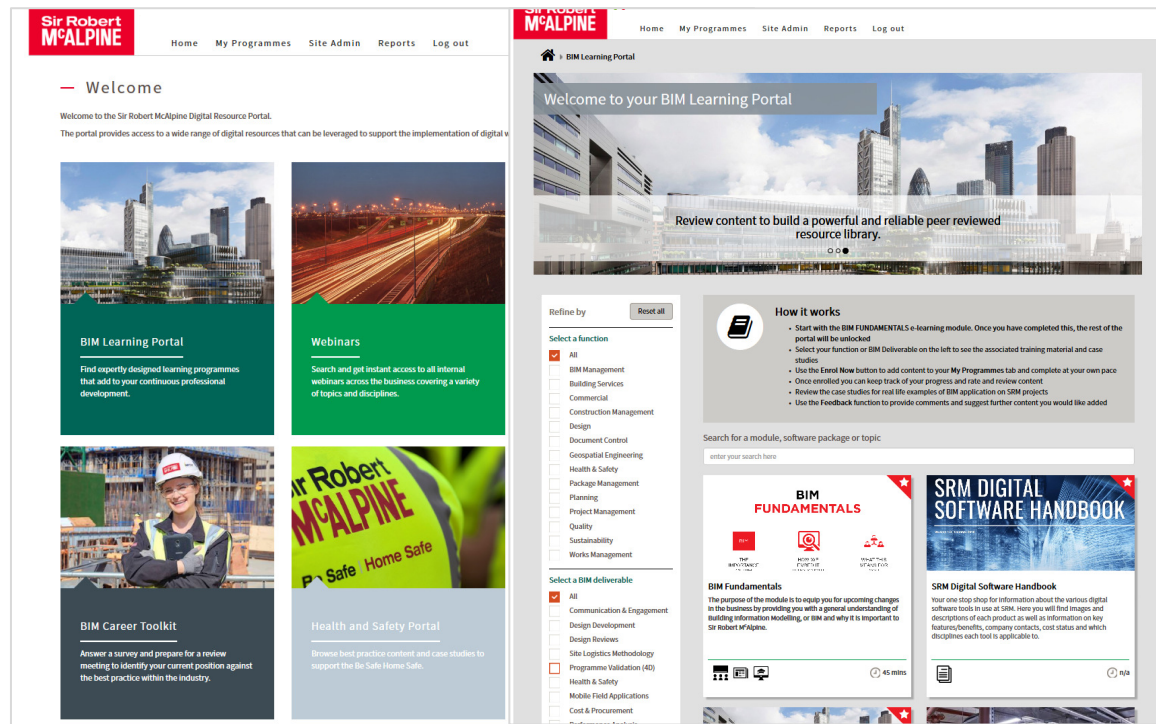 Sir Robert
McALPINE
Home My Programmes Site Admin Reports Log out
Welcome
Welcome to the Sir Robert McAlpine Digital Resource Portal.
The portal provides access to a wide range of digital resources that can be leveraged to support the implementation of digital
BIM Learning Portal
Find expertly designed learning programmes
that add to your continuous professional
development.
Webinars
Search and get instant access to all internal
webinars across the business covering a variety
of topics and disciplines.
Sir Robert
McALPINE
Be Safe Home Safe
BIM Career Toolkit
Answer a survey and prepare for a review
meeting to identify your current position against
the best practice within the industry.
Health and Safety Portal
Browse best practice content and case studies to
support the Be Safe Home Safe.
Sir Robert
McALPINE
Home My Programmes Site Admin Reports Log out
BIM Learning Portal
Welcome to your BIM Learning Portal
Review content to build a powerful and reliable peer reviewed
resource library.
Refine by Reset all
Select a function
All
BIM Management
Building Services
Commercial
Construction Management
Design
Document Control
Geospatial Engineering
Health & Safety
Package Management
Planning
Project Management
Quality
Sustainability
Works Management
Select a BIM deliverable
All
Communication & Engagement
Design Development
Design Reviews
Site Logistics Methodology
Programme Validation (4D)
Health & Safety
Mobile Field Applications
Cost & Procurement
How it works
• Start with the BIM FUNDAMENTALS e-learning module. Once you have completed this, the rest of the
portal will be unlocked
• Select your function or BIM Deliverable on the left to see the associated training material and case
studies
• Use the Enrol Now button to add content to your My Programmes tab and complete at your own pace
• Once enrolled you can keep track of your progress and rate and review content
• Review the case studies for real life examples of BIM application on SRM projects
• Use the Feedback function to provide comments and suggest further content you would like added
Search for a module, software package or topic
enter your search here
BIM
FUNDAMENTALS
BIM Fundamentals
The purpose of the module is to equip you for upcoming changes
in the business by providing you with a general understanding of
Building Information Modelling, or BIM and why it is important to
Sir Robert McAlpine.
45 mins
SRM DIGITAL
SOFTWARE HANDBOOK
SRM Digital Software Handbook
Your one stop shop for information about the various digital
software tools in use at SRM. Here you will find images and
descriptions of each product as well as information on key
features/benefits, company contacts, cost status and which
disciplines each tool is applicable to.
n/a